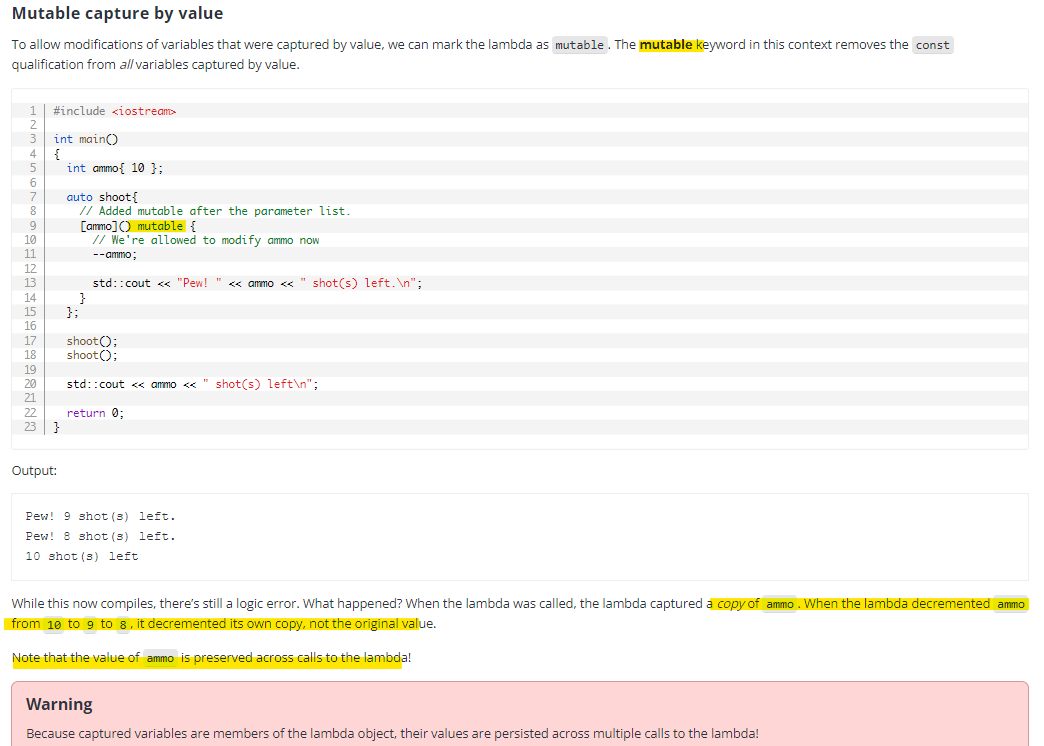 Mutable capture by value
To allow modifications of variables that were captured by value, we can mark the lambda as mutable. The mutable keyword in this context removes the const
qualification from all variables captured by value.
1 #include <iostream>
2
3 int main()
4 {
5 int ammo{ 10 };
6
7 auto shoot{
8 // Added mutable after the parameter list.
9 [ammo]() mutable {
10 // We're allowed to modify ammo now
11 --ammo;
12
13 std::cout << "Pew! " << ammo << " shot(s) left.\n";
14 }
15 };
16
17 shoot();
18 shoot();
19
20 std::cout << ammo << " shot(s) left\n";
21
22 return 0;
23 }
Output:
Pew! 9 shot(s) left.
Pew! 8 shot(s) left.
10 shot(s) left
While this now compiles, there's still a logic error. What happened? When the lambda was called, the lambda captured a copy of ammo. When the lambda decremented ammo
from 10 to 9 to 8, it decremented its own copy, not the original value.
Note that the value of ammo is preserved across calls to the lambda!
Warning
Because captured variables are members of the lambda object, their values are persisted across multiple calls to the lambda!